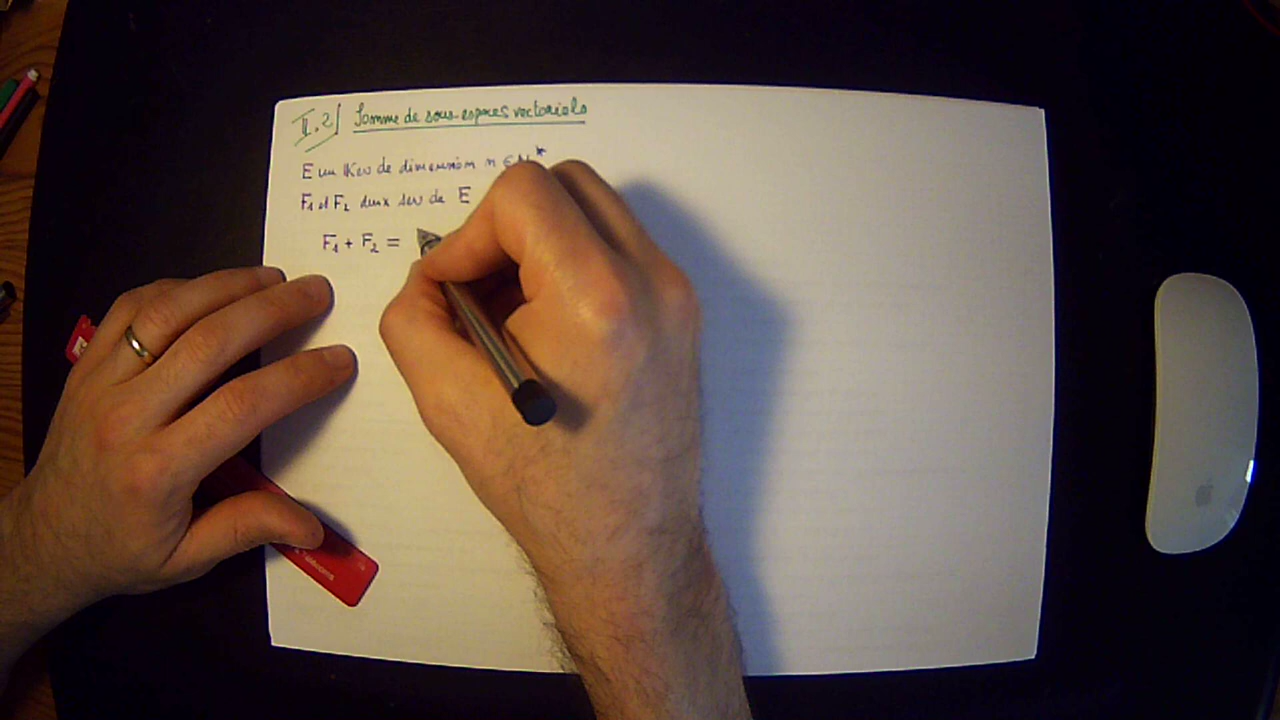 II.2/ Somme de sous-espaces vectoriels
E un Kev de dimension n ∈ N*
F₁ et F₂ deux sev de E
F₁ + F₂ =